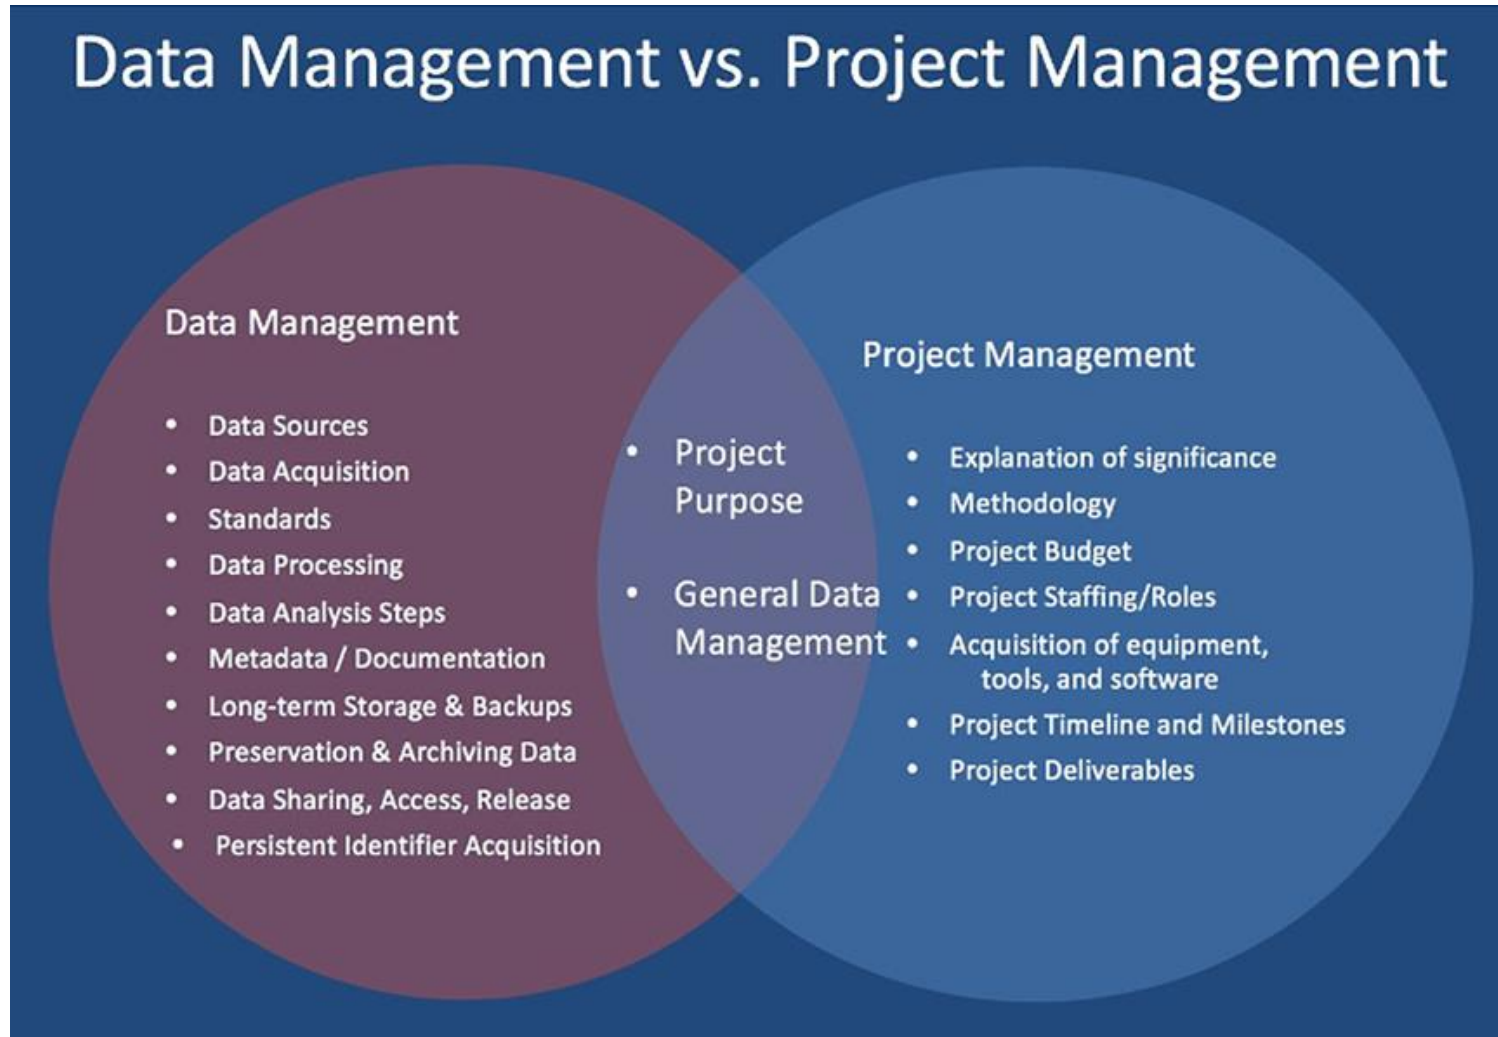 Data Management vs. Project Management
Data Management
• Data Sources
• Data Acquisition
• Standards
• Data Processing
• Data Analysis Steps
• Metadata / Documentation
• Long-term Storage & Backups
• Preservation & Archiving Data
• Data Sharing, Access, Release
• Persistent Identifier Acquisition
• Project
Purpose
• General Data
Management
Project Management
• Explanation of significance
• Methodology
• Project Budget
• Project Staffing/Roles
• Acquisition of equipment,
tools, and software
• Project Timeline and Milestones
• Project Deliverables